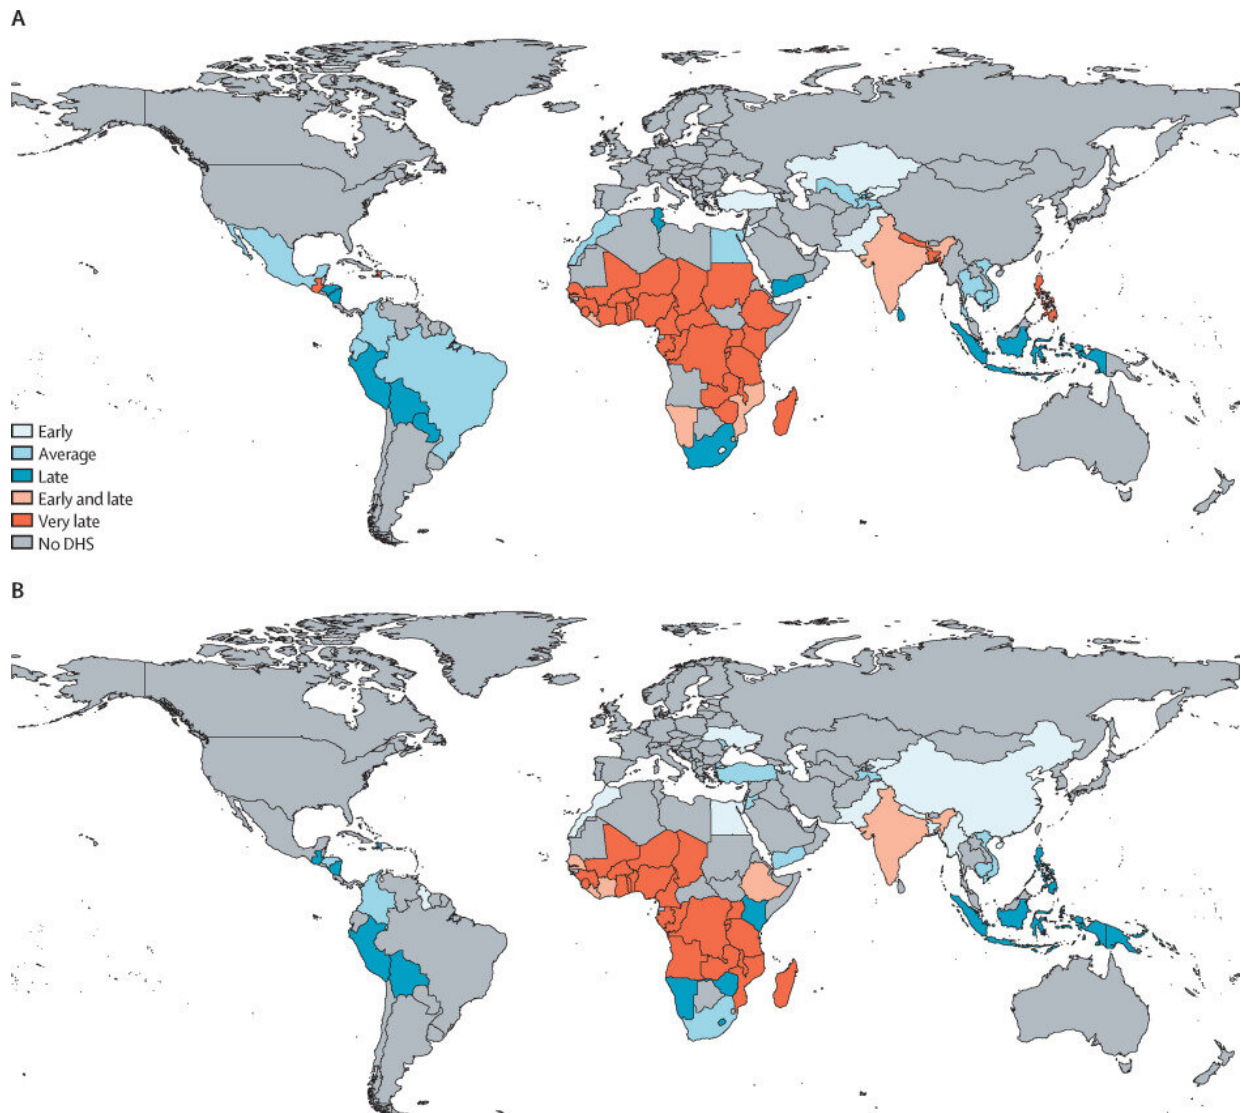 A
Early
Average
Late
Early and late
Very late
No DHS
B